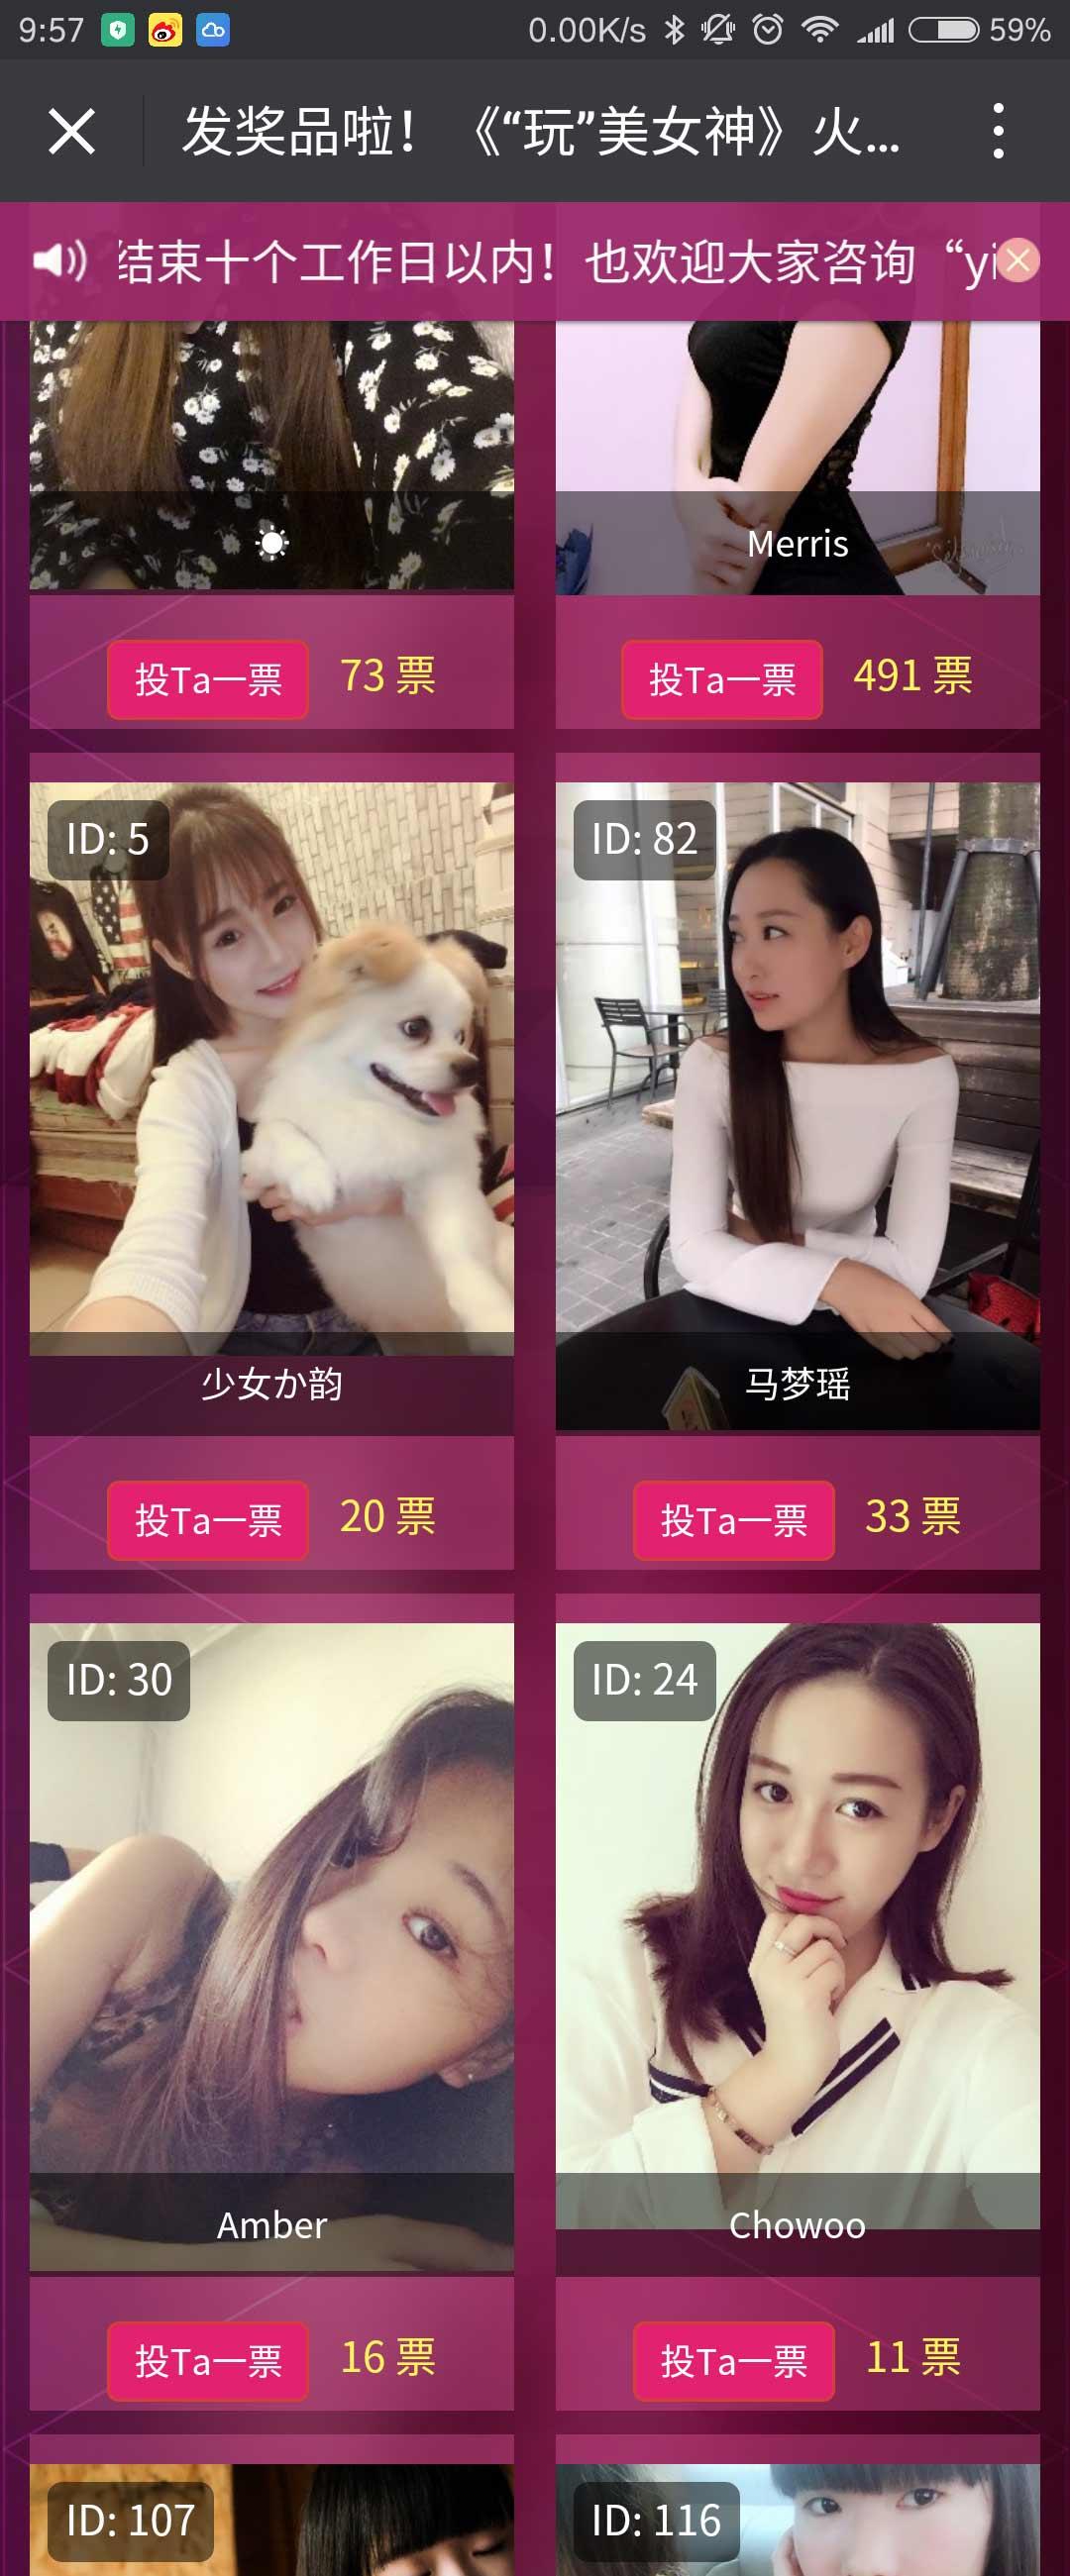 9:57 0.00K/s 59%
发奖品啦！《“玩”美女神》火...
结束十个工作日以内！也欢迎大家咨询“yi
Merris
投Ta一票 73 票
投Ta一票 491 票
ID: 5
ID: 82
少女か韵
马梦瑶
投Ta一票 20 票
投Ta一票 33 票
ID: 30
ID: 24
Amber
Chowoo
投Ta一票 16 票
投Ta一票 11 票
ID: 107
ID: 116